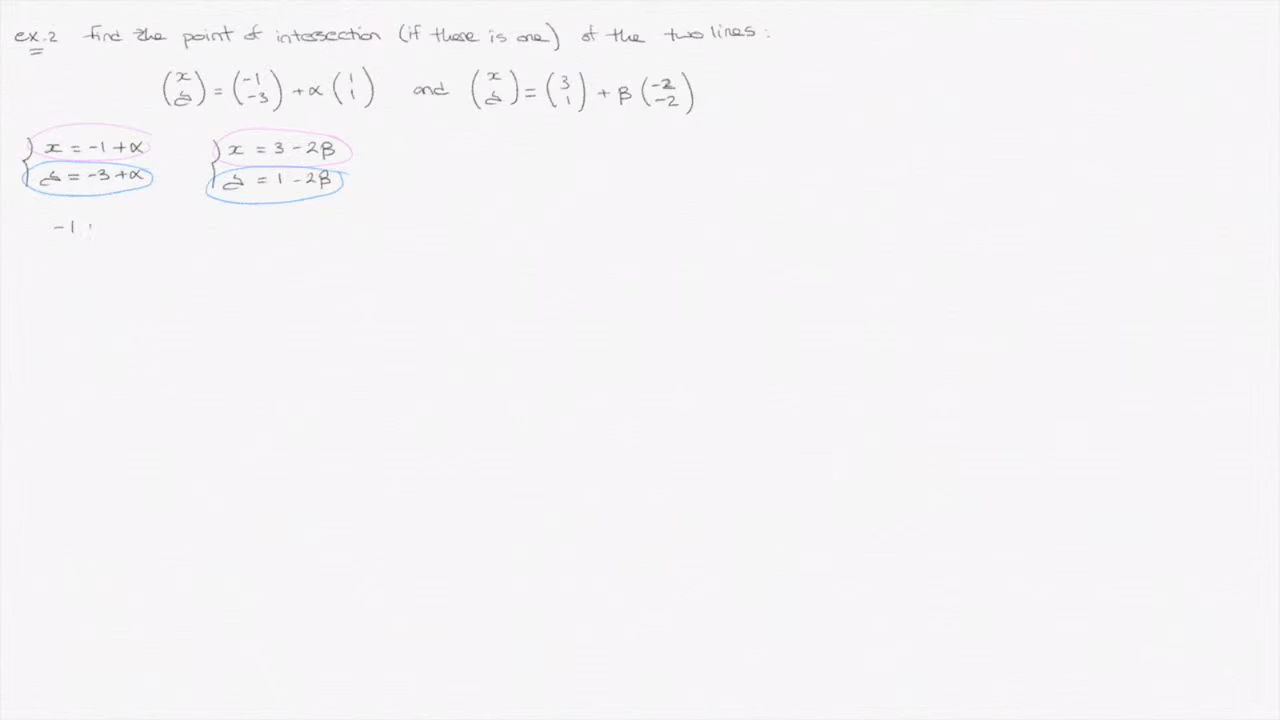 ex.2 find the point of intersection (if there is one) of the two lines:
(x y) = (-1 -3) + α (1 1) and (x y) = (3 1) + β (-2 -2)
{ x = -1 + α } x = 3 - 2β
y = -3 + α y = 1 - 2β
-1